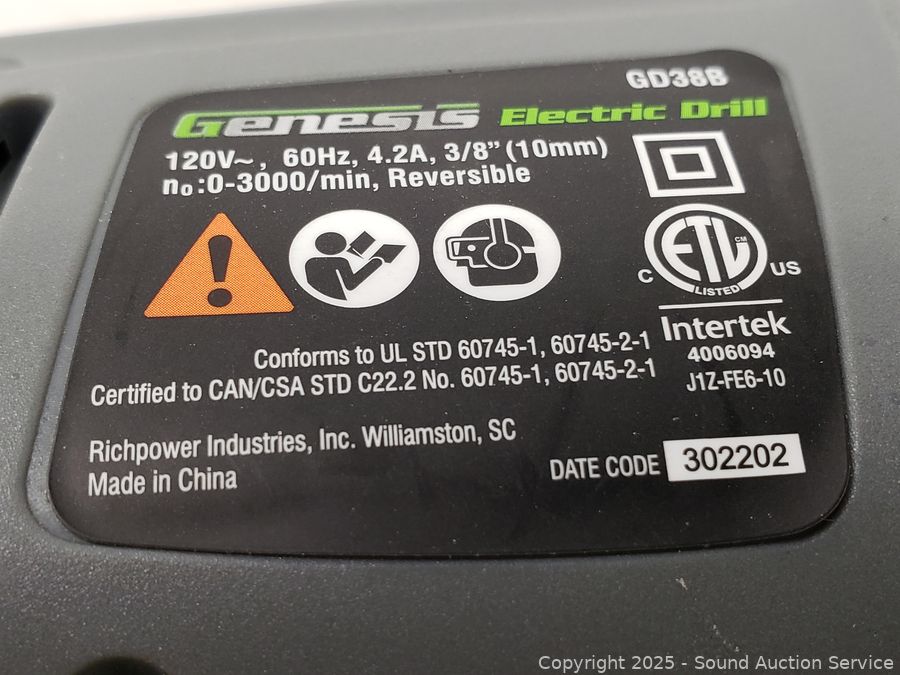 GD38B
Genesis Electric Drill
120V~, 60Hz, 4.2A, 3/8” (10mm)
n₀:0-3000/min, Reversible
ETL CM
C US
LISTED
Intertek
4006094
J1Z-FE6-10
Conforms to UL STD 60745-1, 60745-2-1
Certified to CAN/CSA STD C22.2 No. 60745-1, 60745-2-1
Richpower Industries, Inc. Williamston, SC
Made in China
DATE CODE 302202
Copyright © 2025 - Sound Auction Service